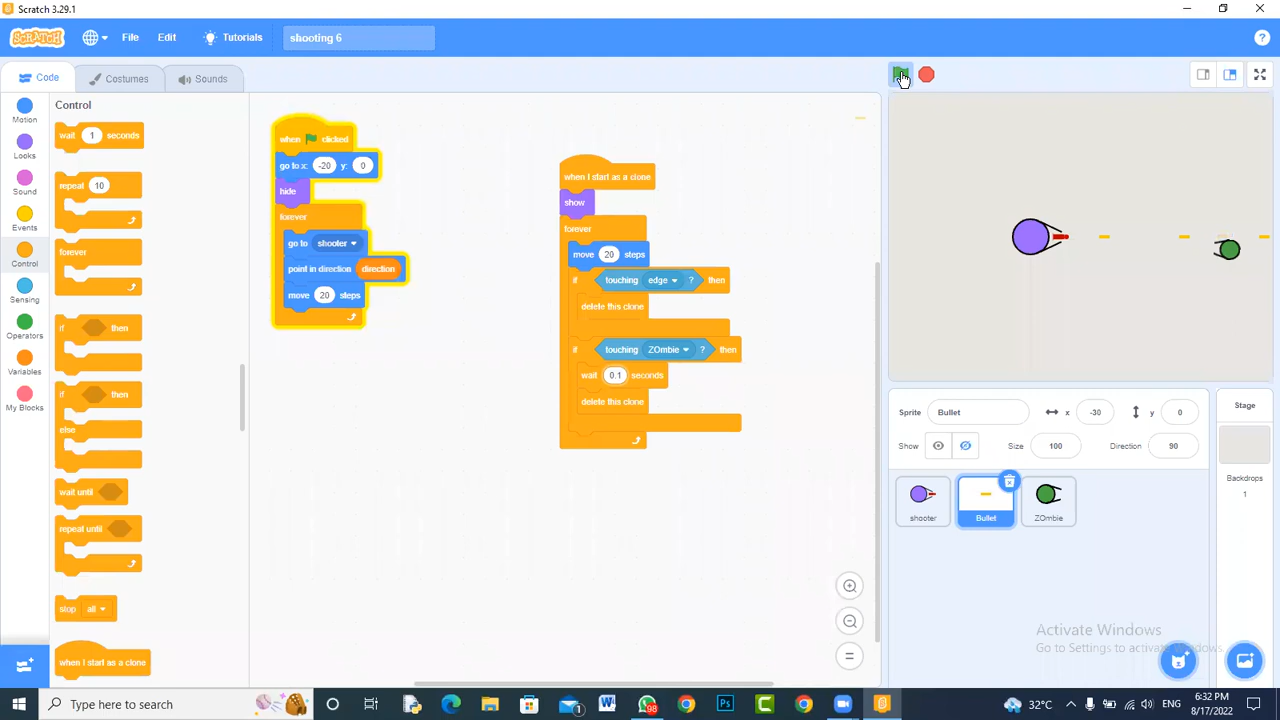 Scratch 3.29.1
SCRATCH File Edit Tutorials shooting 6
Code Costumes Sounds
Motion
Looks
Sound
Events
Control
Sensing
Operators
Variables
My Blocks
Control
wait 1 seconds
repeat 10
forever
if then
if then
else
wait until
repeat until
stop all
when I start as a clone
when clicked
go to x: -20 y: 0
hide
forever
go to shooter
point in direction direction
move 20 steps
when I start as a clone
show
forever
move 20 steps
if touching edge ? then
delete this clone
if touching ZOmbie ? then
wait 0.1 seconds
delete this clone
Sprite Bullet x -30 y 0
Show Size 100 Direction 90
shooter
Bullet
ZOmbie
Stage
Backdrops
1
Activate Windows
Go to Settings to activate Windows.
Type here to search
98
1
32°C
6:32 PM
8/17/2022